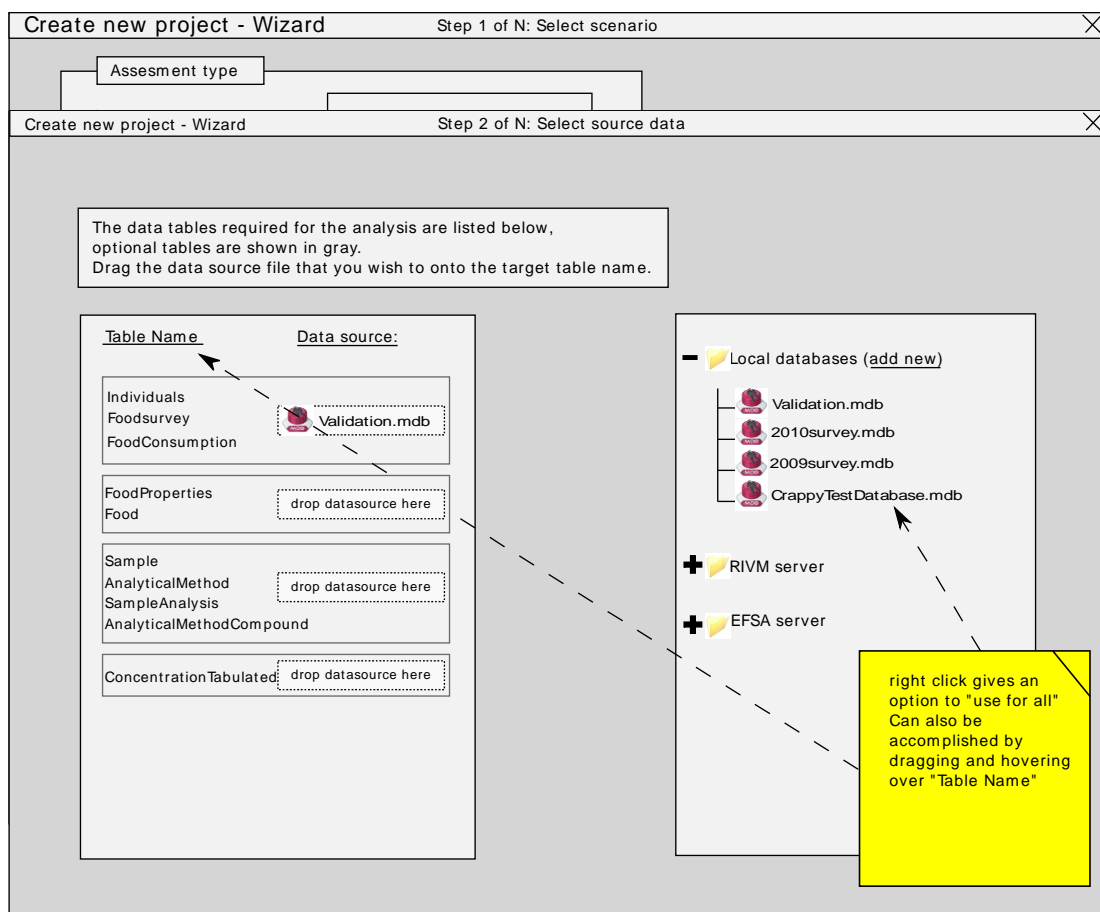 Create new project - Wizard
Step 1 of N: Select scenario
Assesment type
Create new project - Wizard
Step 2 of N: Select source data
The data tables required for the analysis are listed below,
optional tables are shown in gray.
Drag the data source file that you wish to onto the target table name.
Table Name
Data source:
Individuals
Foodsurvey
FoodConsumption
MDB
Validation.mdb
FoodProperties
Food
drop datasource here
Sample
AnalyticalMethod
SampleAnalysis
AnalyticalMethodCompound
drop datasource here
ConcentrationTabulated
drop datasource here
Local databases (add new)
MDB
Validation.mdb
MDB
2010survey.mdb
MDB
2009survey.mdb
MDB
CrappyTestDatabase.mdb
RIVM server
EFSA server
right click gives an
option to "use for all"
Can also be
accomplished by
dragging and hovering
over "Table Name"